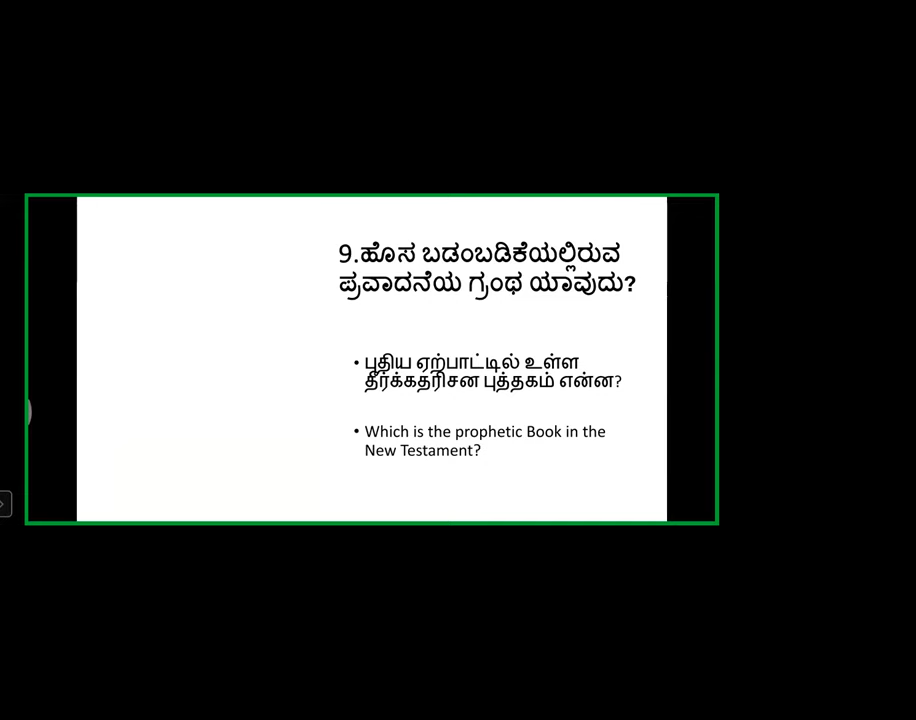 9.ಹೊಸ ಬಡಂಬಡಿಕೆಯಲ್ಲಿರುವ
ಪ್ರವಾದನೆಯ ಗ್ರಂಥ ಯಾವುದು?
• புதிய ஏற்பாட்டில் உள்ள
தீர்க்கதரிசன புத்தகம் என்ன?
• Which is the prophetic Book in the
New Testament?